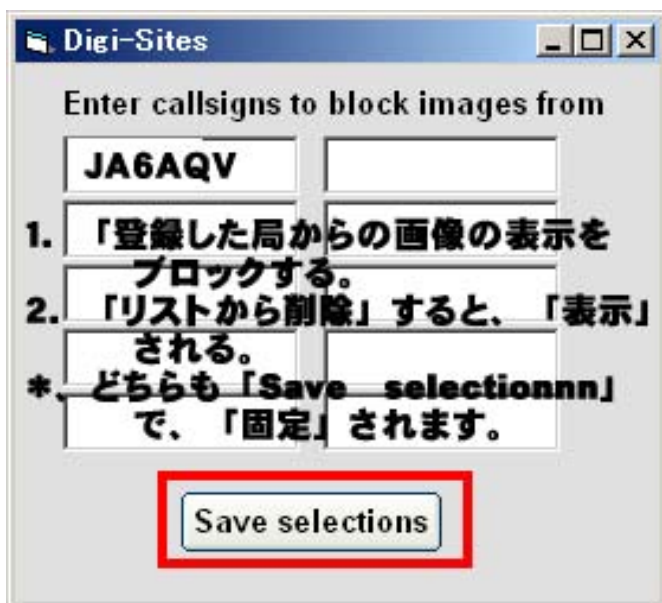 Digi-Sites
Enter callsigns to block images from
JA6AQV
1. 「登録した局からの画像の表示を
ブロックする。
2. 「リストから削除」すると、「表示」
される。
*、どちらも「Save selectionnn」
で、「固定」されます。
Save selections